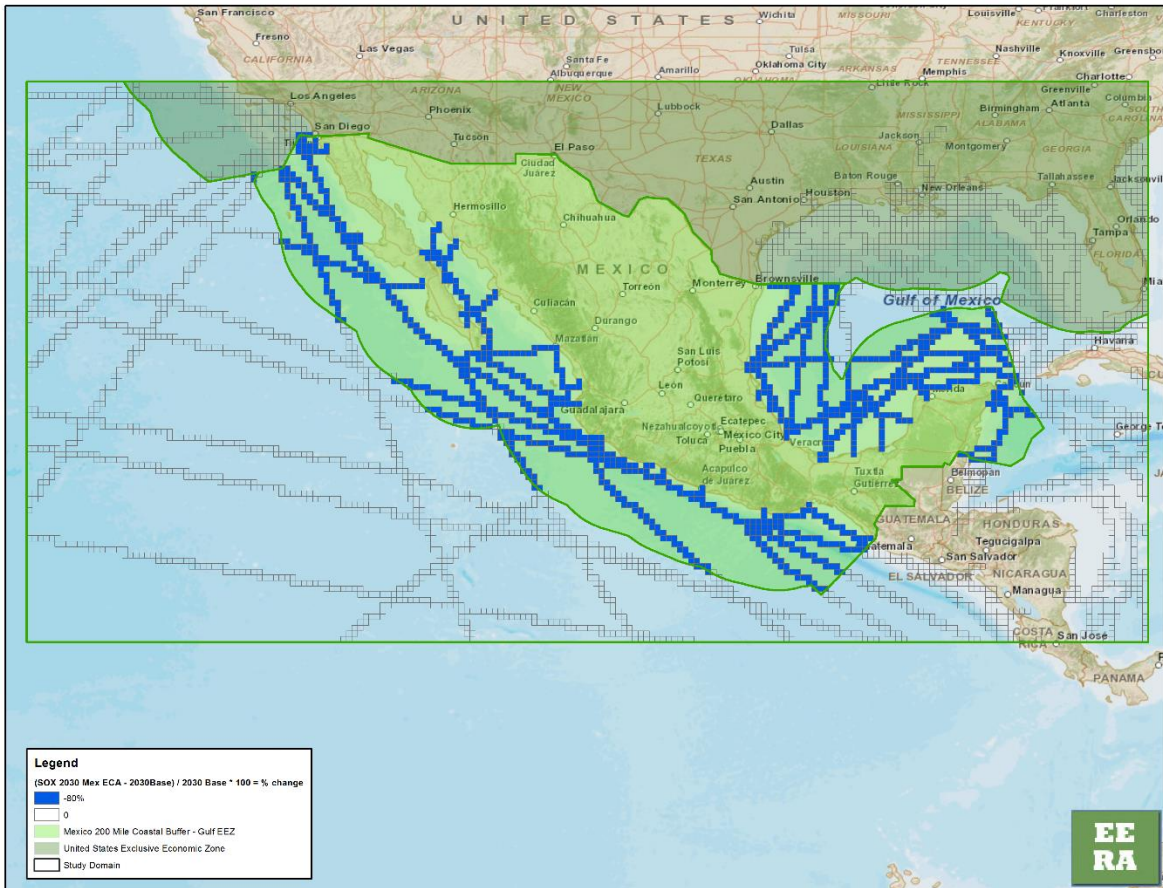 San Francisco
Fresno
CALIFORNIA
Las Vegas
UNITED STATES
Santa Fe
Albuquerque
NEW
MEXICO
Amarillo
Wichita
Tulsa
Oklahoma City
OKLAHOMA
MISSOURI
ARKANSAS
Little Rock
Louisville
KENTUCKY
Frankfort
Charleston
Nashville
Knoxville
Greensbo
TENNESSEE
Memphis
Charlotte
Greenville
Columbia
SOUTH
CAROLINA
Los Angeles
San Diego
ARIZONA
Phoenix
Tucson
El Paso
Lubbock
Dallas
TEXAS
Austin
San Antonio
Houston
LOUISIANA
Baton Rouge
New Orleans
MISSISSIPPI
Jackson
Birmingham
ALABAMA
Montgomery
Atlanta
GEORGIA
Tallahassee
Jacksonvill
Orlando
Tampa
FLORIDA
Mia
Ciudad
Juárez
Hermosillo
Chihuahua
MEXICO
Torreón
Monterrey
Brownsville
Gulf of Mexico
Havana
Culiacán
Durango
Mazatlán
San Luis
Potosí
León
Querétaro
Guadalajara
Nezahualcoyotl
Ecatepec
Toluca
Mexico City
Puebla
Veracruz
Acapulco
de Juárez
Tuxtla
Gutiérrez
Belmopan
BELIZE
George To
GUATEMALA
HONDURAS
Tegucigalpa
San Salvador
EL SALVADOR
NICARAGUA
Managua
COSTA
RICA
San José
PANAMA
Legend
(SOX 2030 Mex ECA - 2030Base) / 2030 Base * 100 = % change
-80%
0
Mexico 200 Mile Coastal Buffer - Gulf EEZ
United States Exclusive Economic Zone
Study Domain
EE
RA